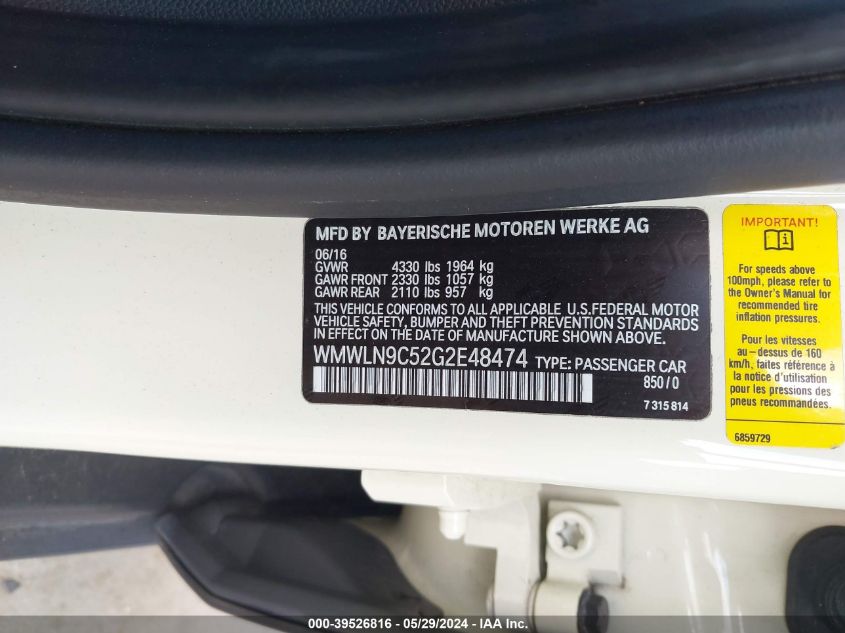 MFD BY BAYERISCHE MOTOREN WERKE AG
06/16
GVWR 4330 lbs 1964 kg
GAWR FRONT 2330 lbs 1057 kg
GAWR REAR 2110 lbs 957 kg
THIS VEHICLE CONFORMS TO ALL APPLICABLE U.S.FEDERAL MOTOR
VEHICLE SAFETY, BUMPER AND THEFT PREVENTION STANDARDS
IN EFFECT ON THE DATE OF MANUFACTURE SHOWN ABOVE.
WMWLN9C52G2E48474 TYPE: PASSENGER CAR
850/0
7 315 814
IMPORTANT!
For speeds above
100mph, please refer to
the Owner's Manual for
recommended tire
inflation pressures.
Pour les vitesses
au-dessus de 160
km/h, faites référence à
la notice d'utilisation
pour les pressions des
pneus recommandées.
6859729
000-39526816 - 05/29/2024 - IAA Inc.